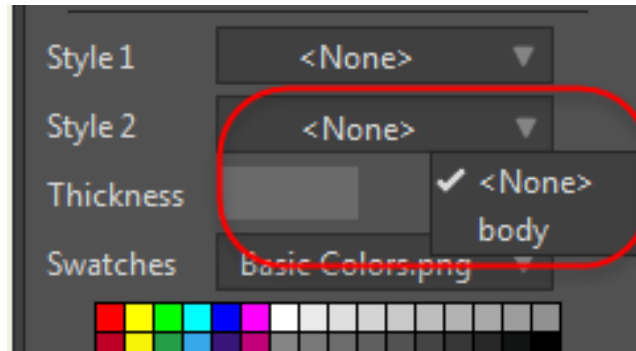 Style 1 <None>
Style 2 <None>
<None>
Thickness
body
Swatches Basic Colors.png